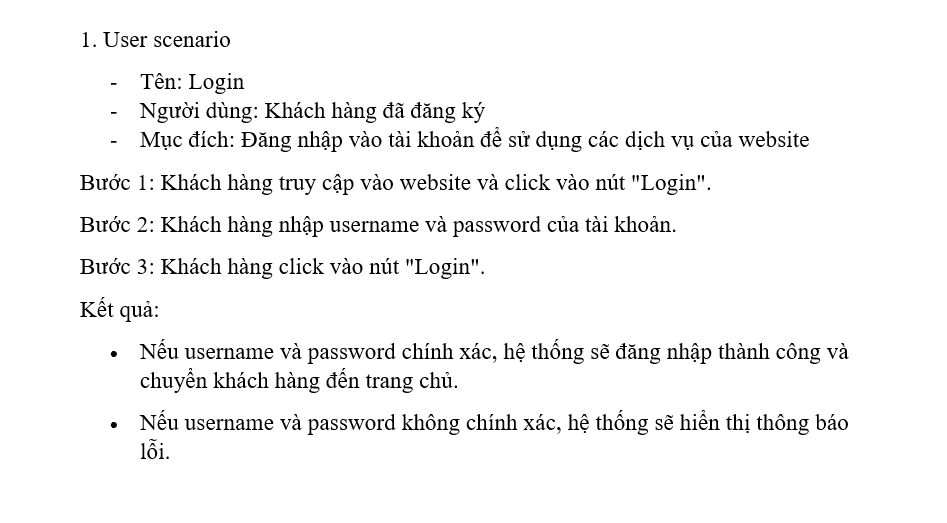 1. User scenario
- Tên: Login
- Người dùng: Khách hàng đã đăng ký
- Mục đích: Đăng nhập vào tài khoản để sử dụng các dịch vụ của website
Bước 1: Khách hàng truy cập vào website và click vào nút "Login".
Bước 2: Khách hàng nhập username và password của tài khoản.
Bước 3: Khách hàng click vào nút "Login".
Kết quả:
• Nếu username và password chính xác, hệ thống sẽ đăng nhập thành công và
chuyển khách hàng đến trang chủ.
• Nếu username và password không chính xác, hệ thống sẽ hiển thị thông báo
lỗi.